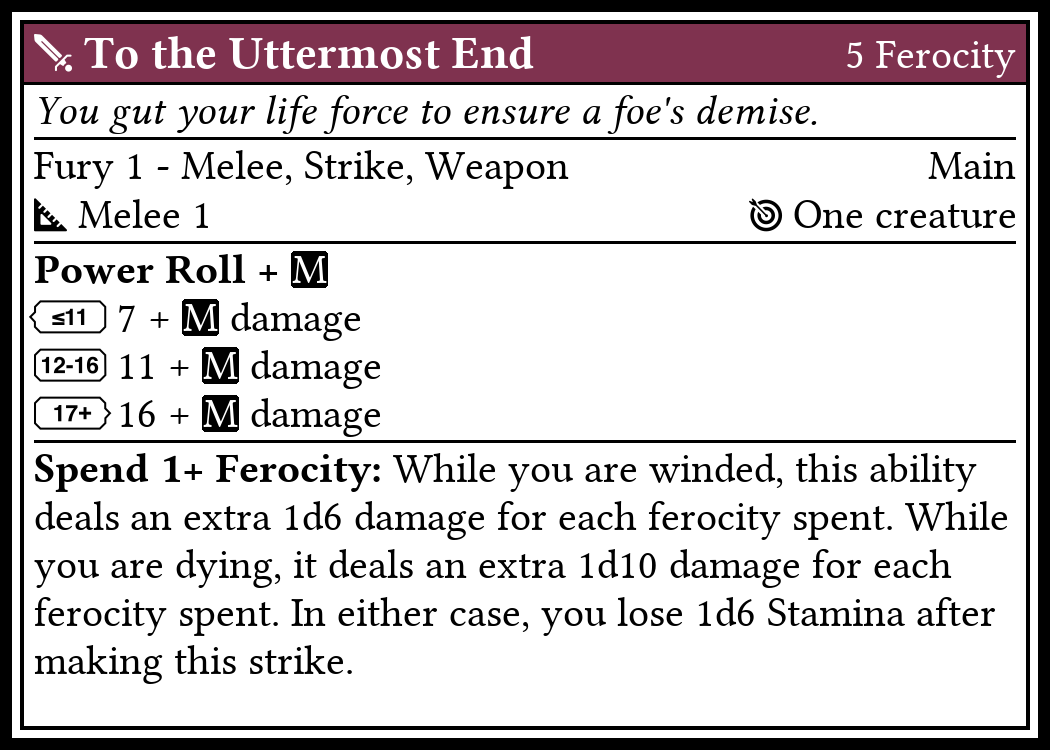 To the Uttermost End 5 Ferocity
You gut your life force to ensure a foe's demise.
Fury 1 - Melee, Strike, Weapon Main
Melee 1 One creature
Power Roll + M
≤11 7 + M damage
12-16 11 + M damage
17+ 16 + M damage
Spend 1+ Ferocity: While you are winded, this ability
deals an extra 1d6 damage for each ferocity spent. While
you are dying, it deals an extra 1d10 damage for each
ferocity spent. In either case, you lose 1d6 Stamina after
making this strike.